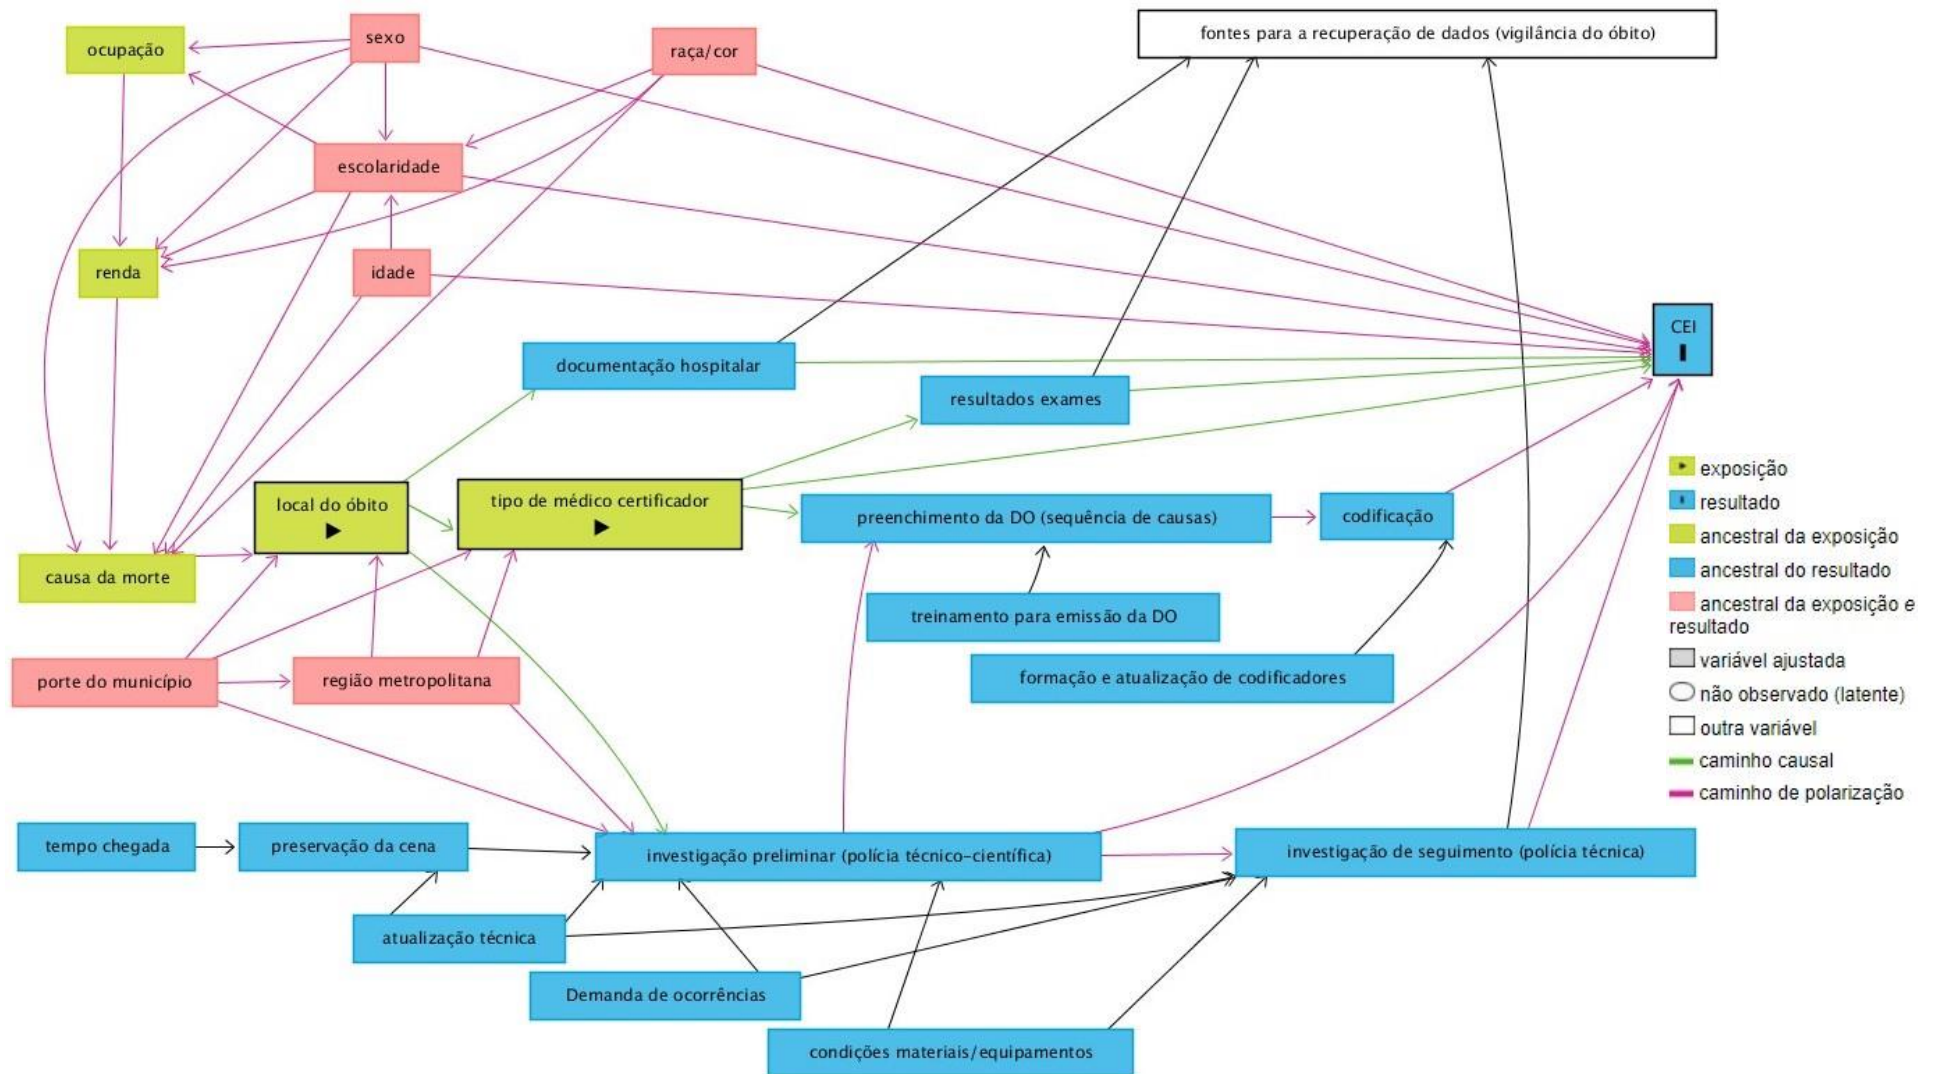 ocupação
sexo
raça/cor
fontes para a recuperação de dados (vigilância do óbito)
escolaridade
renda
idade
CEI
documentação hospitalar
resultados exames
local do óbito
tipo de médico certificador
preenchimento da DO (sequência de causas)
codificação
causa da morte
treinamento para emissão da DO
porte do município
região metropolitana
formação e atualização de codificadores
tempo chegada
preservação da cena
investigação preliminar (polícia técnico-científica)
investigação de seguimento (polícia técnica)
atualização técnica
Demanda de ocorrências
condições materiais/equipamentos
exposição
resultado
ancestral da exposição
ancestral do resultado
ancestral da exposição e
resultado
variável ajustada
não observado (latente)
outra variável
caminho causal
caminho de polarização